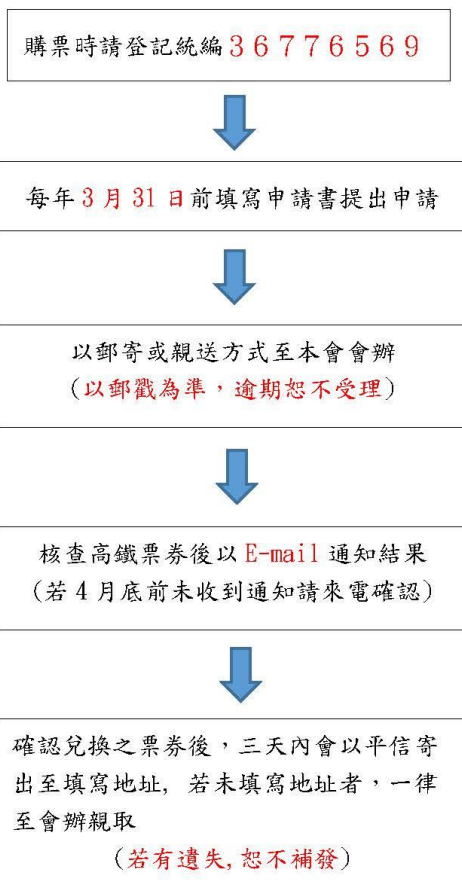 購票時請登記統編３６７７６５６９
每年3月31日前填寫申請書提出申請
以郵寄或親送方式至本會會辦
（以郵戳為準，逾期恕不受理）
核查高鐵票券後以E-mail通知結果
（若4月底前未收到通知請來電確認）
確認兌換之票券後，三天內會以平信寄
出至填寫地址, 若未填寫地址者，一律
至會辦親取
（若有遺失,恕不補發）